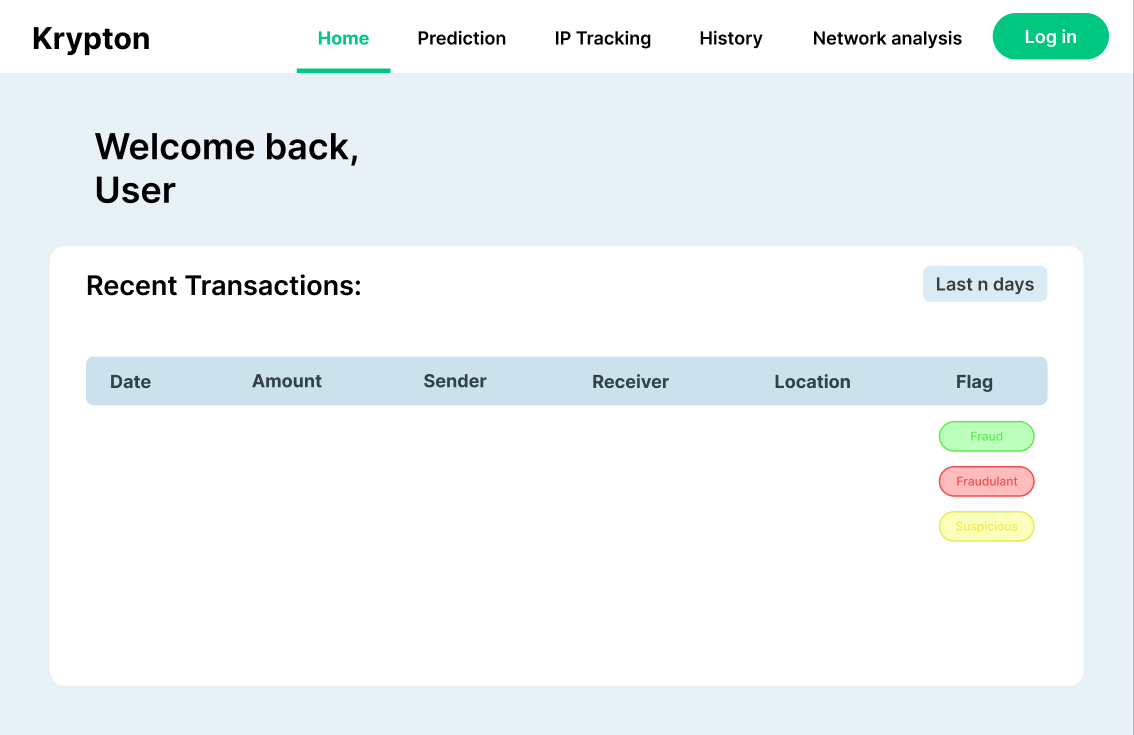 Krypton
Home
Prediction
IP Tracking
History
Network analysis
Log in
Welcome back,
User
Recent Transactions:
Last n days
Date
Amount
Sender
Receiver
Location
Flag
Fraud
Fraudulant
Suspicious